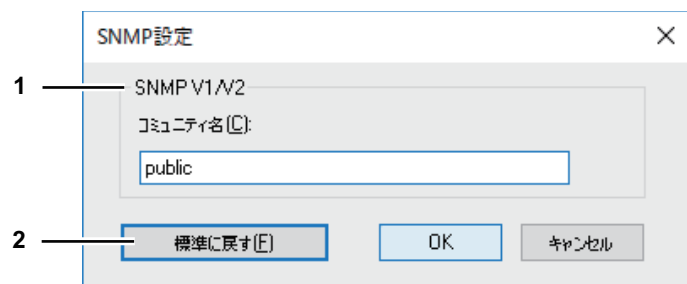 SNMP設定
1
SNMP V1/V2
コミュニティ名(C):
public
2
標準に戻す(F) OK キャンセル